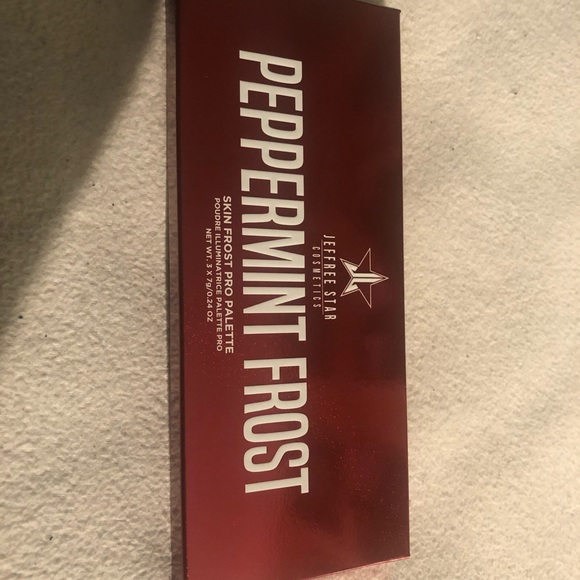 JEFFREE STAR
COSMETICS
PEPPERMINT FROST
SKIN FROST PRO PALETTE
POUDRE ILLUMINATRICE PALETTE PRO
NET WT. 3 X 7g/0.24 OZ